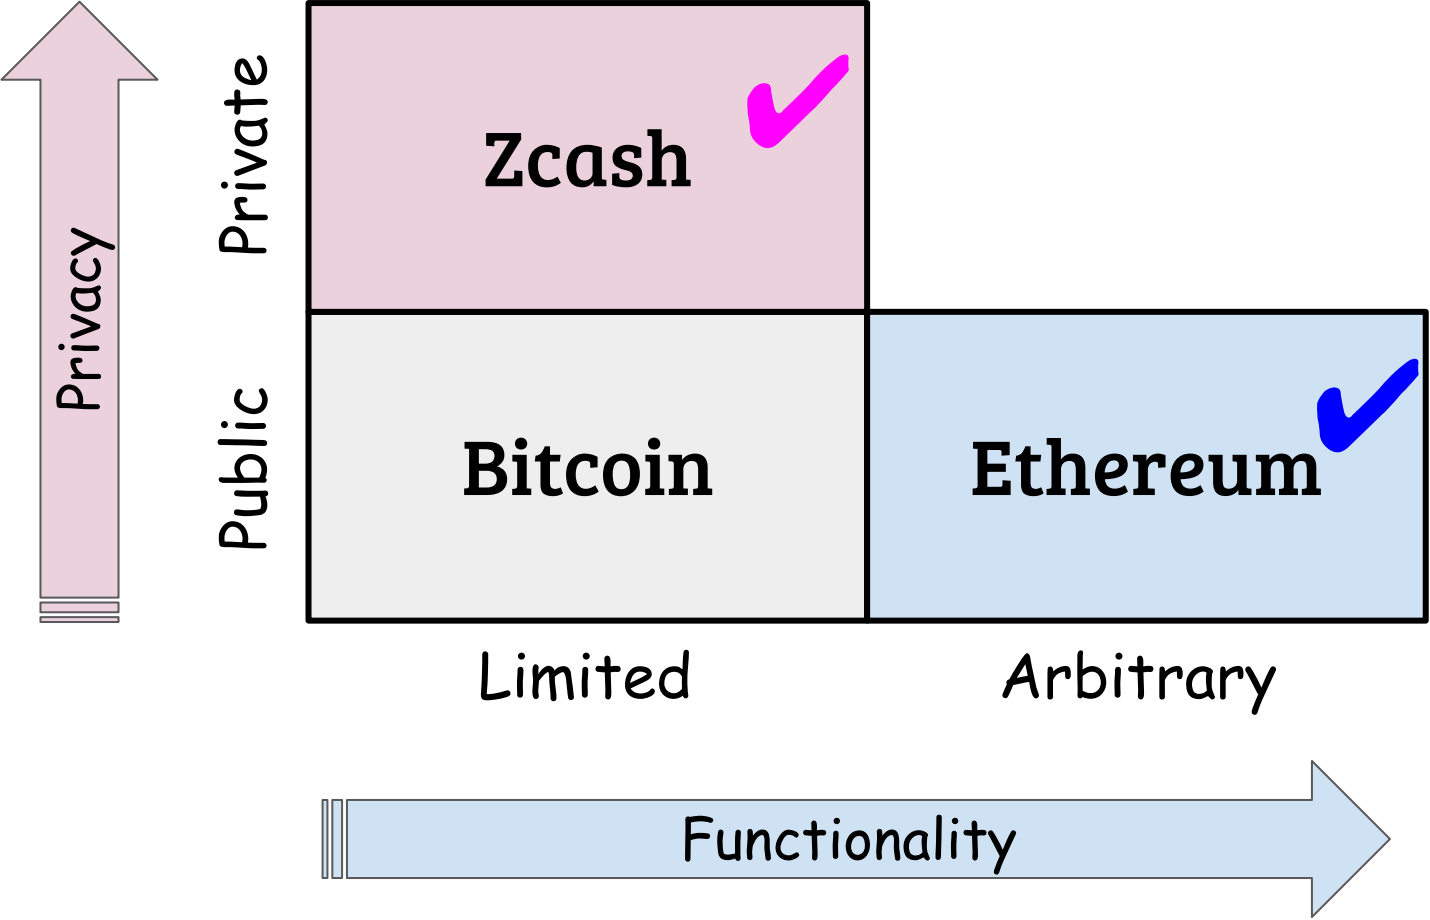 Privacy
Private
Zcash
Public
Bitcoin
Ethereum
Limited
Arbitrary
Functionality